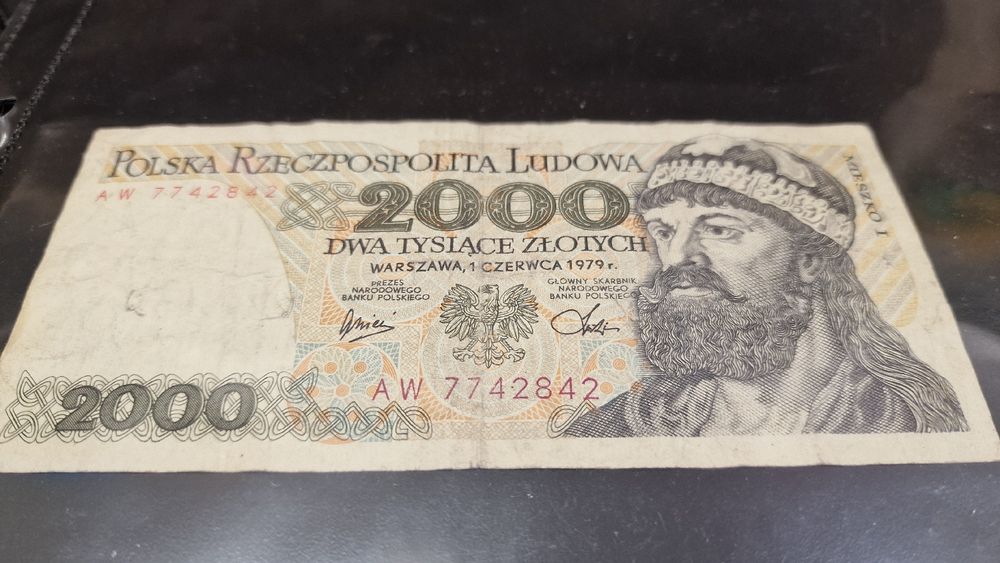 POLSKA RZECZPOSPOLITA LUDOWA
AW 7742842
2000
DWA TYSIĄCE ZŁOTYCH
WARSZAWA, 1 CZERWCA 1979 r.
PREZES
NARODOWEGO
BANKU POLSKIEGO
GŁÓWNY SKARBNIK
NARODOWEGO
BANKU POLSKIEGO
AW 7742842
2000
MIESZKO I